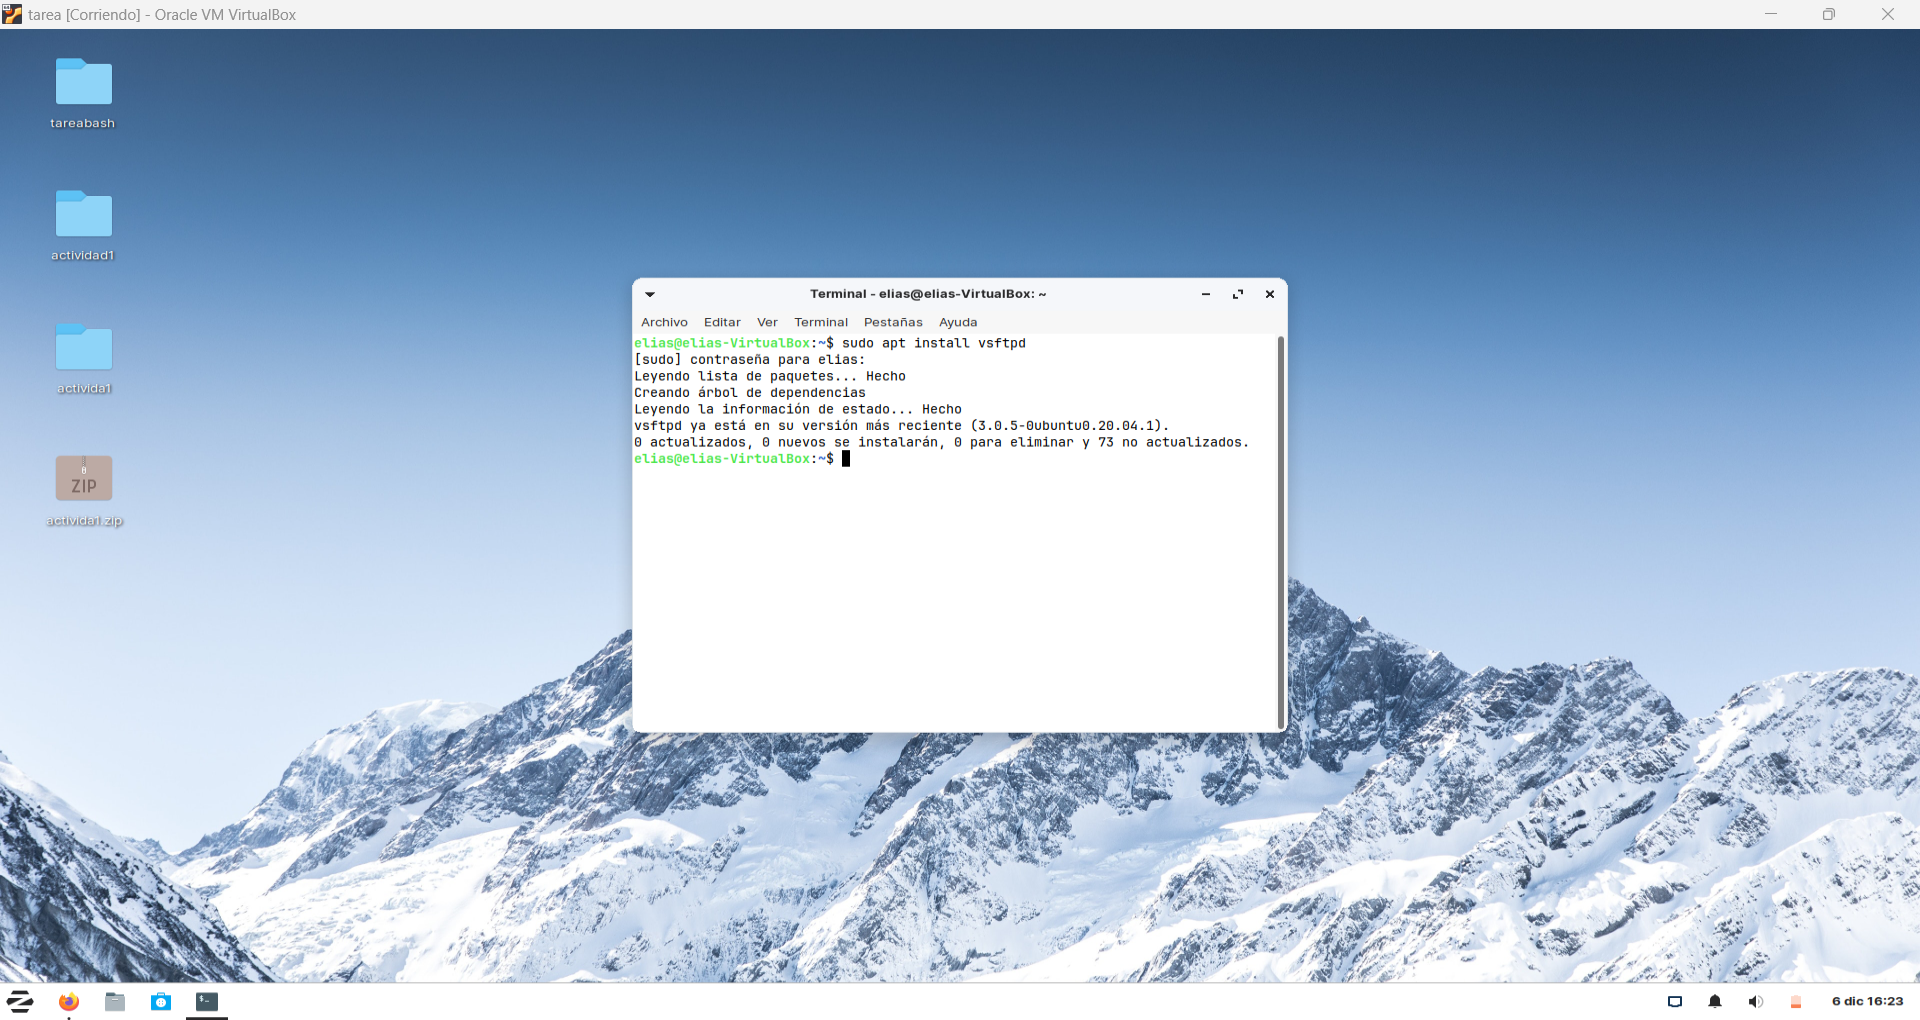 tarea [Corriendo] - Oracle VM VirtualBox
tareabash
actividad1
activida1
ZIP
activida1.zip
Terminal - elias@elias-VirtualBox: ~
Archivo Editar Ver Terminal Pestañas Ayuda
elias@elias-VirtualBox:~$ sudo apt install vsftpd
[sudo] contraseña para elias:
Leyendo lista de paquetes... Hecho
Creando árbol de dependencias
Leyendo la información de estado... Hecho
vsftpd ya está en su versión más reciente (3.0.5-0ubuntu0.20.04.1).
0 actualizados, 0 nuevos se instalarán, 0 para eliminar y 73 no actualizados.
elias@elias-VirtualBox:~$
6 dic 16:23